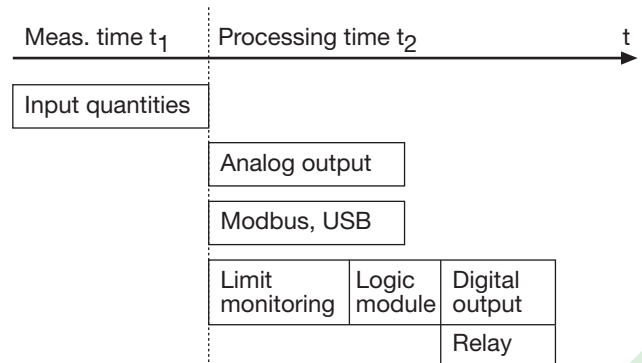 Meas. time t1 Processing time t2 t
Input quantities
Analog output
Modbus, USB
Limit monitoring
Logic module
Digital output
Relay